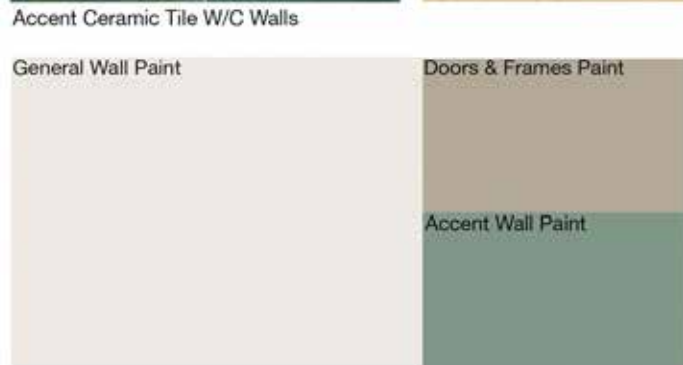 Accent Ceramic Tile W/C Walls
General Wall Paint
Doors & Frames Paint
Accent Wall Paint